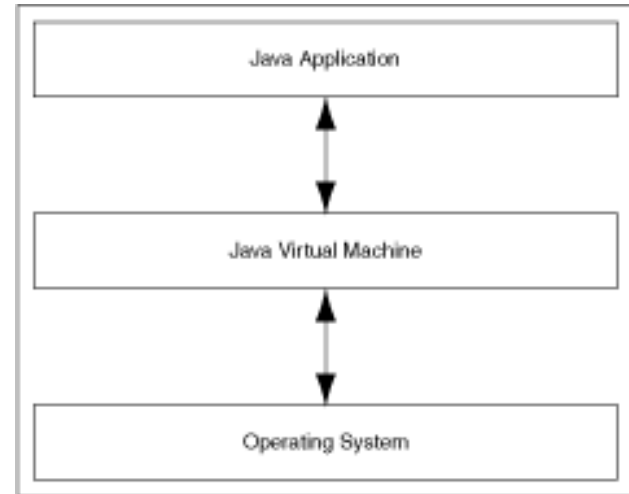 Java Application
Java Virtual Machine
Operating System